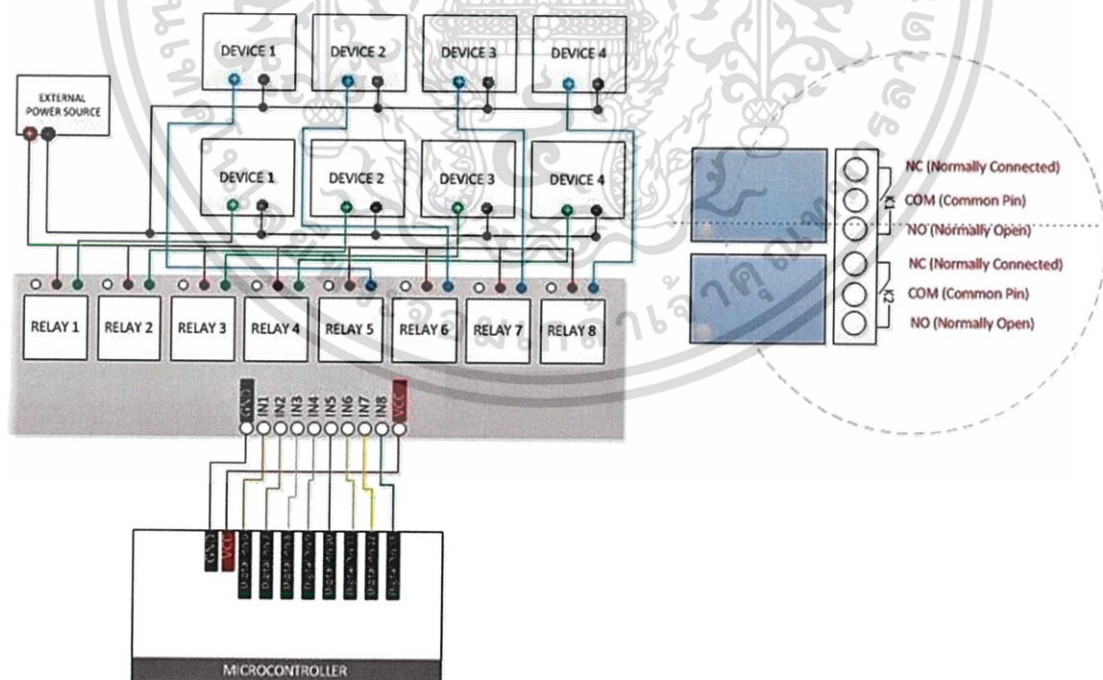 DEVICE 1
DEVICE 2
DEVICE 3
DEVICE 4
EXTERNAL
POWER SOURCE
DEVICE 1
DEVICE 2
DEVICE 3
DEVICE 4
NC (Normally Connected)
COM (Common Pin)
NO (Normally Open)
K1
NC (Normally Connected)
COM (Common Pin)
NO (Normally Open)
K2
RELAY 1
RELAY 2
RELAY 3
RELAY 4
RELAY 5
RELAY 6
RELAY 7
RELAY 8
GND
IN1
IN2
IN3
IN4
IN5
IN6
IN7
IN8
VCC
GND
VCC
MICROCONTROLLER